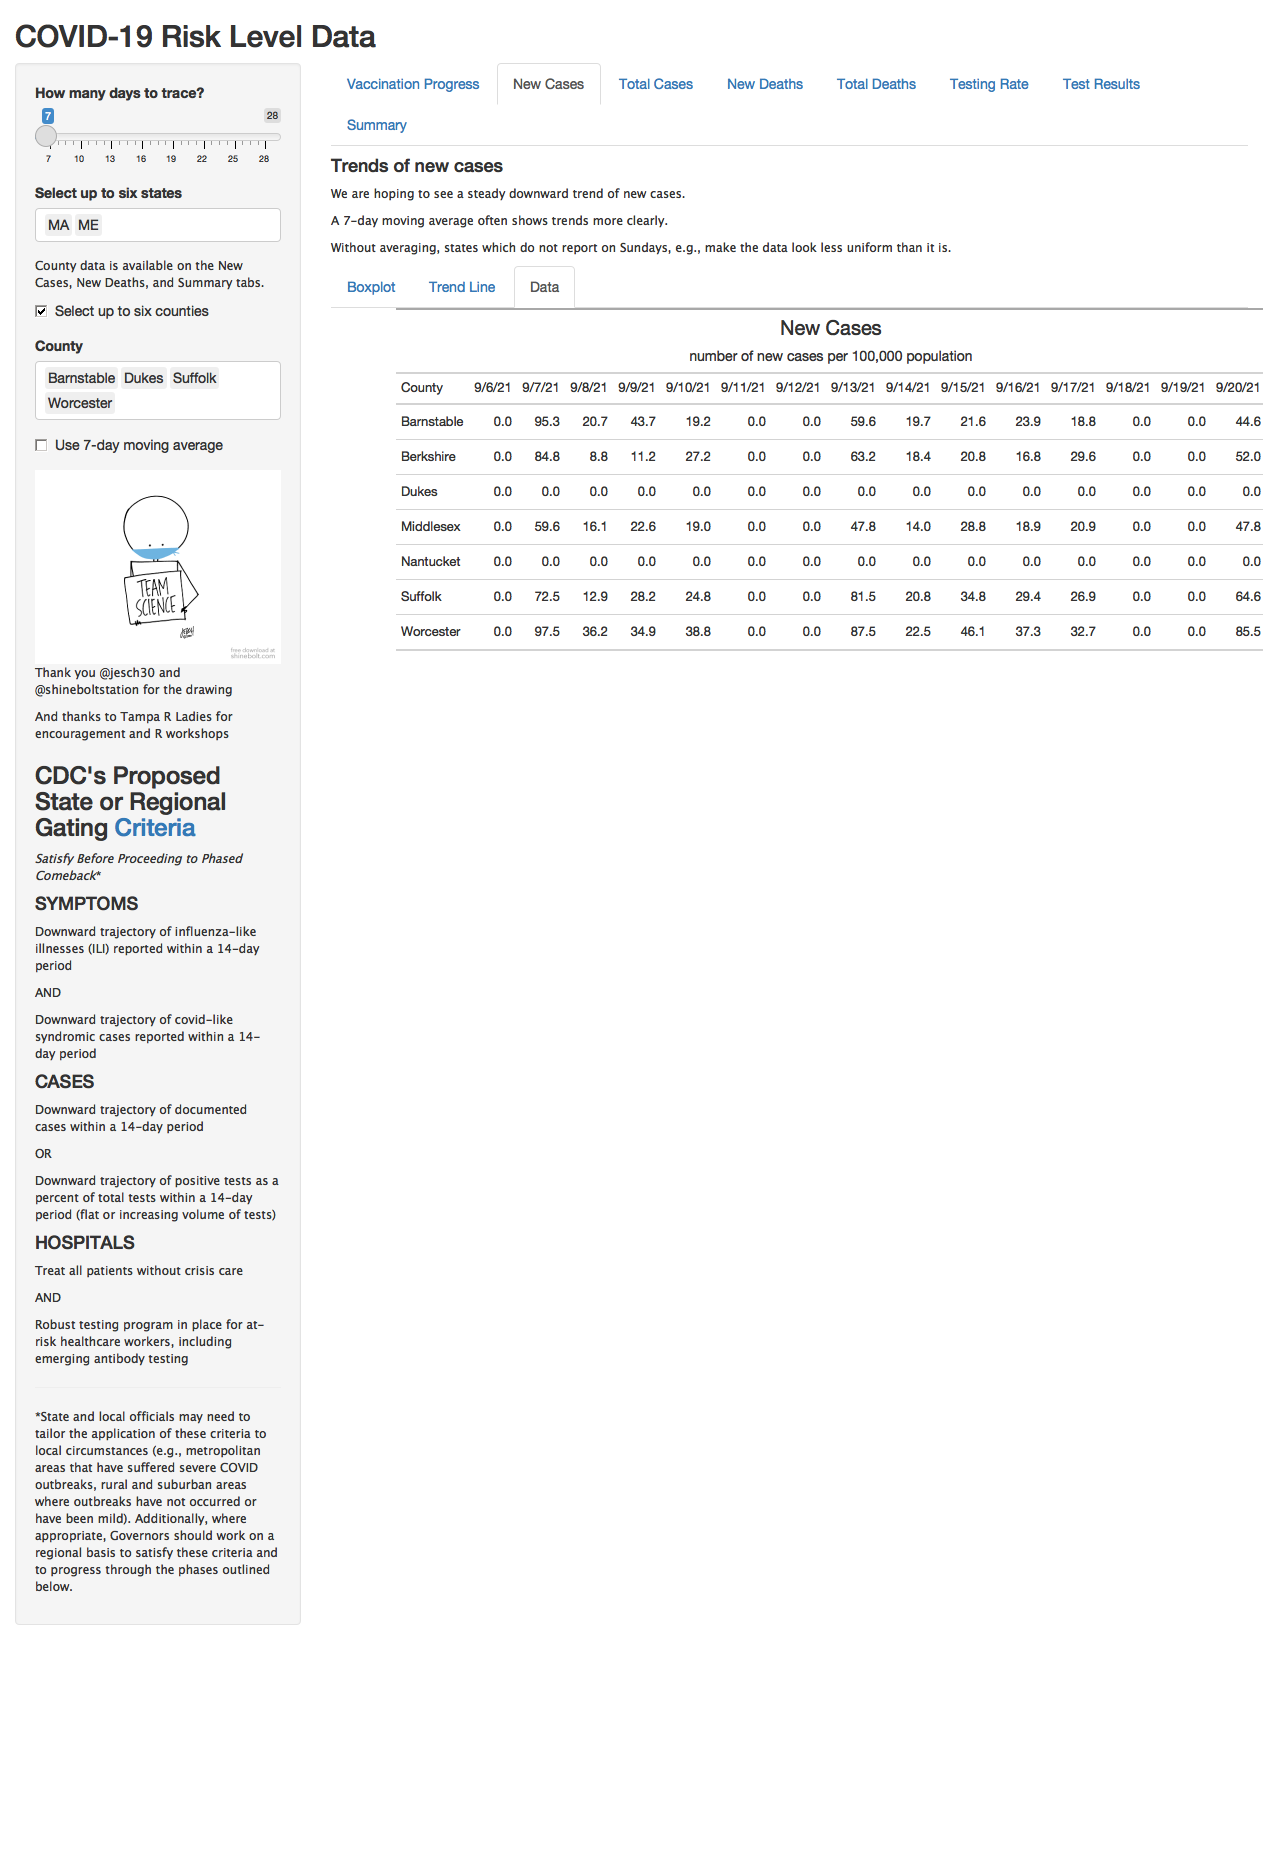 COVID-19 Risk Level Data
How many days to trace?
7 28
7 10 13 16 19 22 25 28
Select up to six states
MA ME
County data is available on the New
Cases, New Deaths, and Summary tabs.
Select up to six counties
County
Barnstable Dukes Suffolk
Worcester
Use 7-day moving average
TEAM
SCIENCE
free download at
shinebolt.com
Thank you @jesch30 and
@shineboltstation for the drawing
And thanks to Tampa R Ladies for
encouragement and R workshops
CDC's Proposed
State or Regional
Gating Criteria
Satisfy Before Proceeding to Phased
Comeback*
SYMPTOMS
Downward trajectory of influenza-like
illnesses (ILI) reported within a 14-day
period
AND
Downward trajectory of covid-like
syndromic cases reported within a 14-
day period
CASES
Downward trajectory of documented
cases within a 14-day period
OR
Downward trajectory of positive tests as a
percent of total tests within a 14-day
period (flat or increasing volume of tests)
HOSPITALS
Treat all patients without crisis care
AND
Robust testing program in place for at-
risk healthcare workers, including
emerging antibody testing
*State and local officials may need to
tailor the application of these criteria to
local circumstances (e.g., metropolitan
areas that have suffered severe COVID
outbreaks, rural and suburban areas
where outbreaks have not occurred or
have been mild). Additionally, where
appropriate, Governors should work on a
regional basis to satisfy these criteria and
to progress through the phases outlined
below.
Vaccination Progress New Cases Total Cases New Deaths Total Deaths Testing Rate Test Results
Summary
Trends of new cases
We are hoping to see a steady downward trend of new cases.
A 7-day moving average often shows trends more clearly.
Without averaging, states which do not report on Sundays, e.g., make the data look less uniform than it is.
Boxplot Trend Line Data
New Cases
number of new cases per 100,000 population
County 9/6/21 9/7/21 9/8/21 9/9/21 9/10/21 9/11/21 9/12/21 9/13/21 9/14/21 9/15/21 9/16/21 9/17/21 9/18/21 9/19/21 9/20/21
Barnstable 0.0 95.3 20.7 43.7 19.2 0.0 0.0 59.6 19.7 21.6 23.9 18.8 0.0 0.0 44.6
Berkshire 0.0 84.8 8.8 11.2 27.2 0.0 0.0 63.2 18.4 20.8 16.8 29.6 0.0 0.0 52.0
Dukes 0.0 0.0 0.0 0.0 0.0 0.0 0.0 0.0 0.0 0.0 0.0 0.0 0.0 0.0 0.0
Middlesex 0.0 59.6 16.1 22.6 19.0 0.0 0.0 47.8 14.0 28.8 18.9 20.9 0.0 0.0 47.8
Nantucket 0.0 0.0 0.0 0.0 0.0 0.0 0.0 0.0 0.0 0.0 0.0 0.0 0.0 0.0 0.0
Suffolk 0.0 72.5 12.9 28.2 24.8 0.0 0.0 81.5 20.8 34.8 29.4 26.9 0.0 0.0 64.6
Worcester 0.0 97.5 36.2 34.9 38.8 0.0 0.0 87.5 22.5 46.1 37.3 32.7 0.0 0.0 85.5